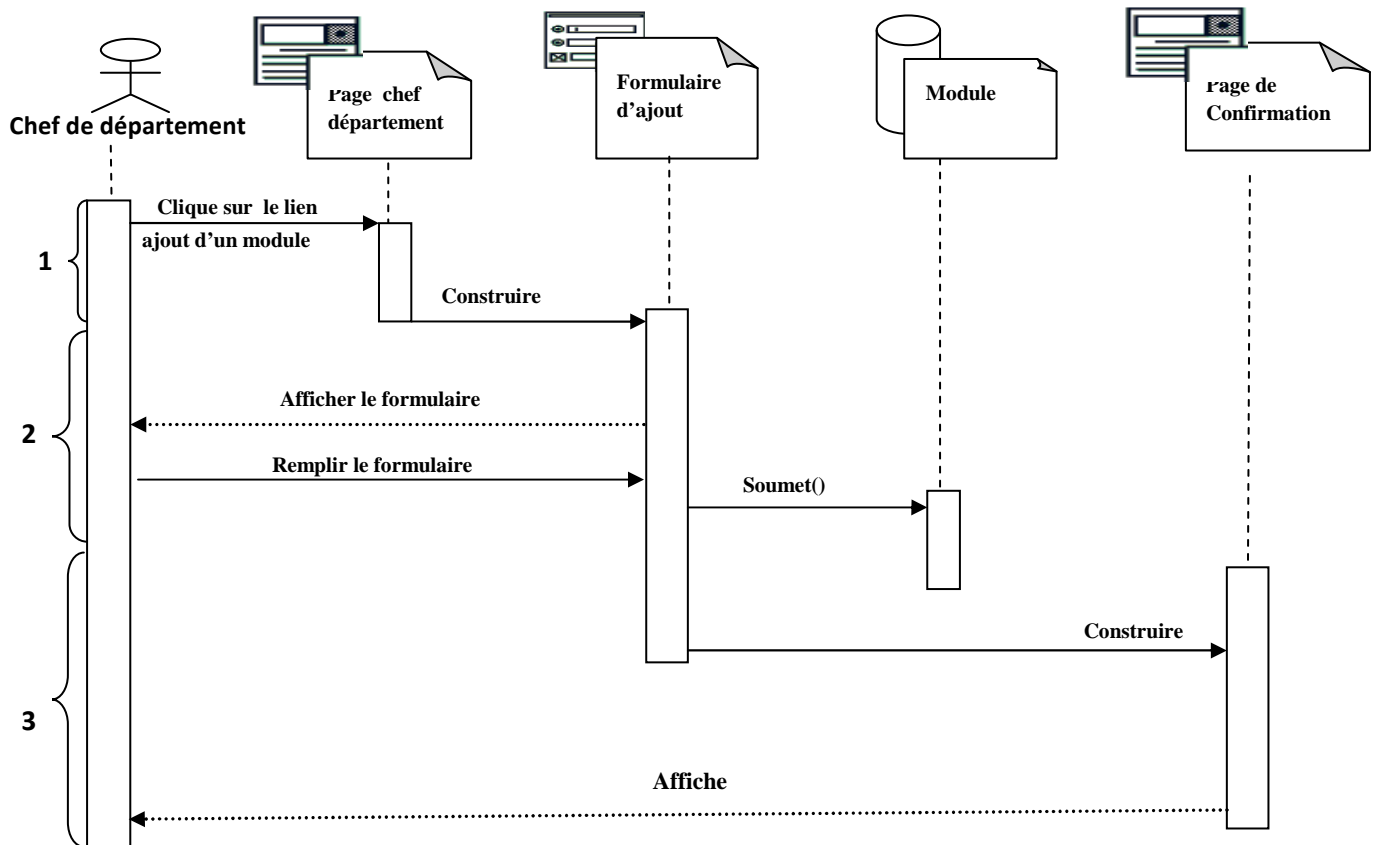 Chef de département
Page chef
département
Formulaire
d'ajout
Module
Page de
Confirmation
Clique sur le lien
ajout d'un module
1
Construire
2
Afficher le formulaire
Remplir le formulaire
Soumet()
Construire
3
Affiche